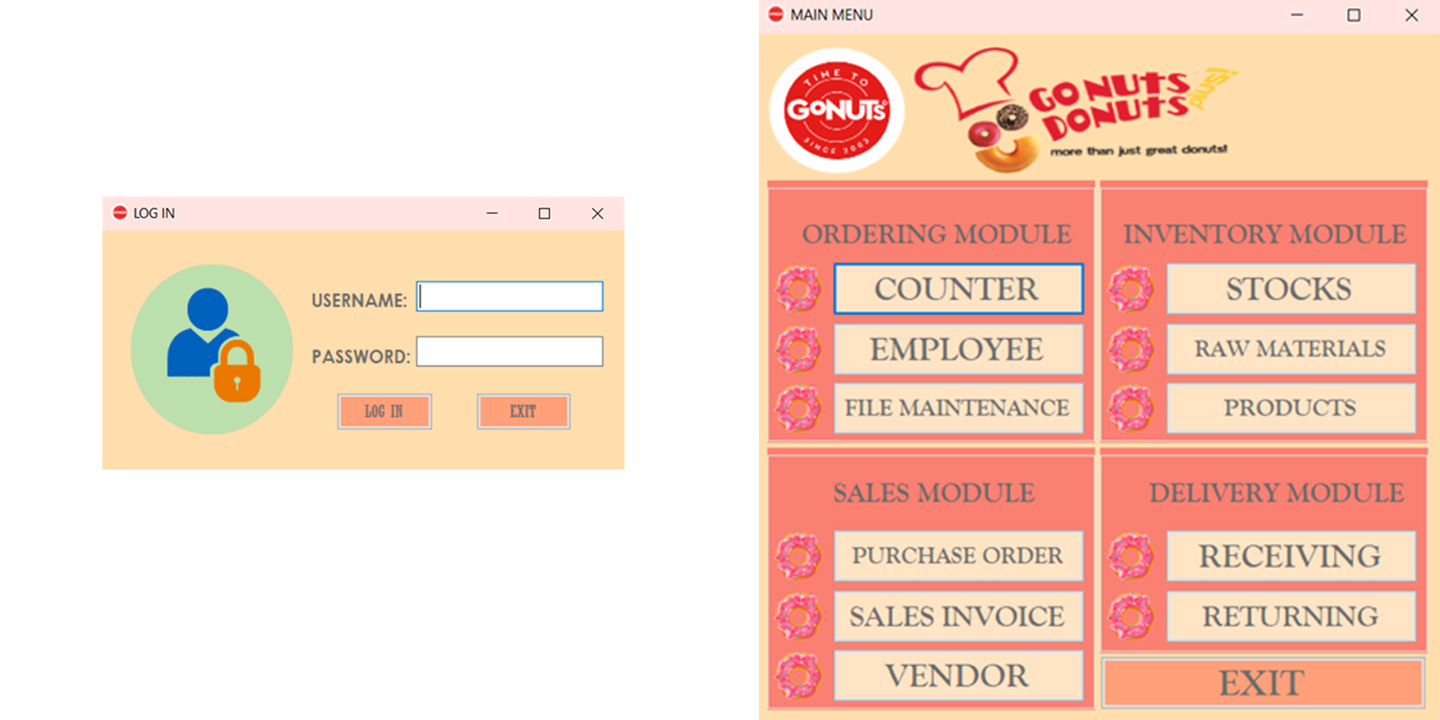 LOG IN
USERNAME:
PASSWORD:
LOG IN
EXIT
MAIN MENU
TIME TO
GONUTS
SINCE 2003
GO NUTS
DONUTS
plus!
more than just great donuts!
ORDERING MODULE
COUNTER
EMPLOYEE
FILE MAINTENANCE
INVENTORY MODULE
STOCKS
RAW MATERIALS
PRODUCTS
SALES MODULE
PURCHASE ORDER
SALES INVOICE
VENDOR
DELIVERY MODULE
RECEIVING
RETURNING
EXIT